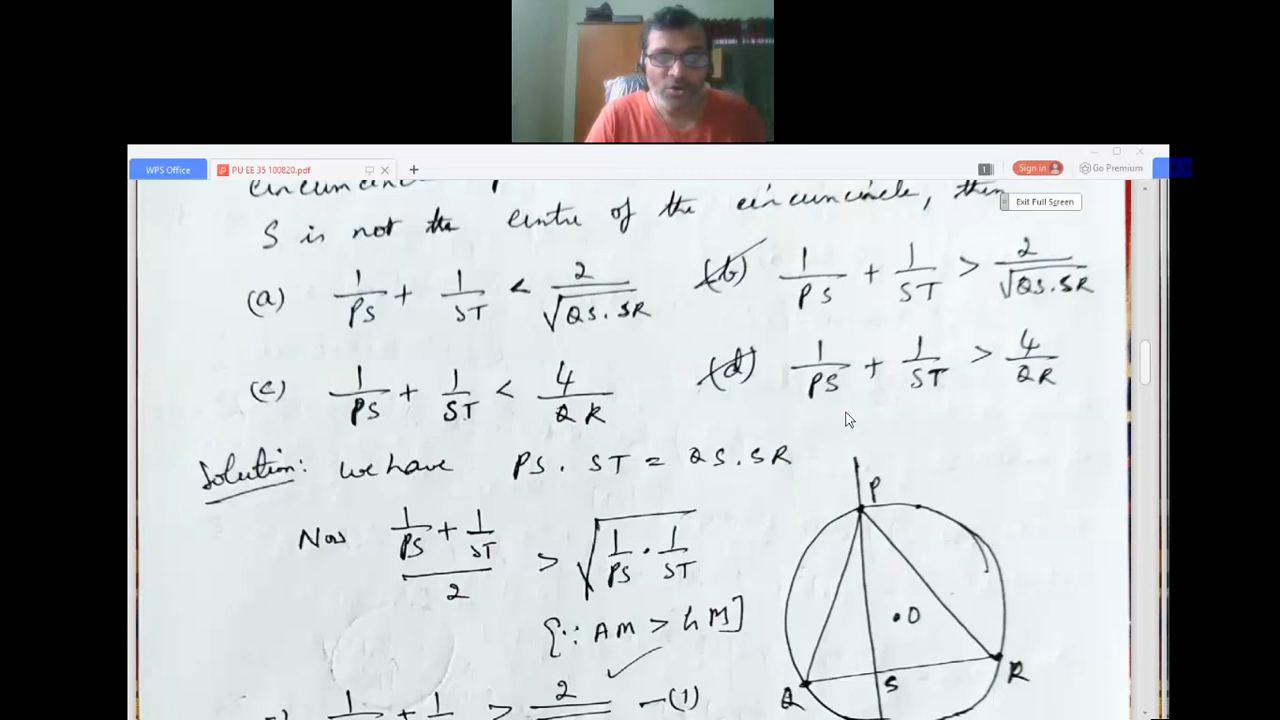 WPS Office
PU EE 35 100820.pdf
1
Sign in
Go Premium
Exit Full Screen
S is not the centre of the circumcircle, then
(a) 1/PS + 1/ST < 2/√QS.SR (b) 1/PS + 1/ST > 2/√QS.SR
(c) 1/PS + 1/ST < 4/QR (d) 1/PS + 1/ST > 4/QR
Solution: we have PS. ST = QS.SR
Now (1/PS + 1/ST)/2 > √(1/PS . 1/ST)
[∵ AM > GM]
P
O
Q
S
R
> 2 —(1)